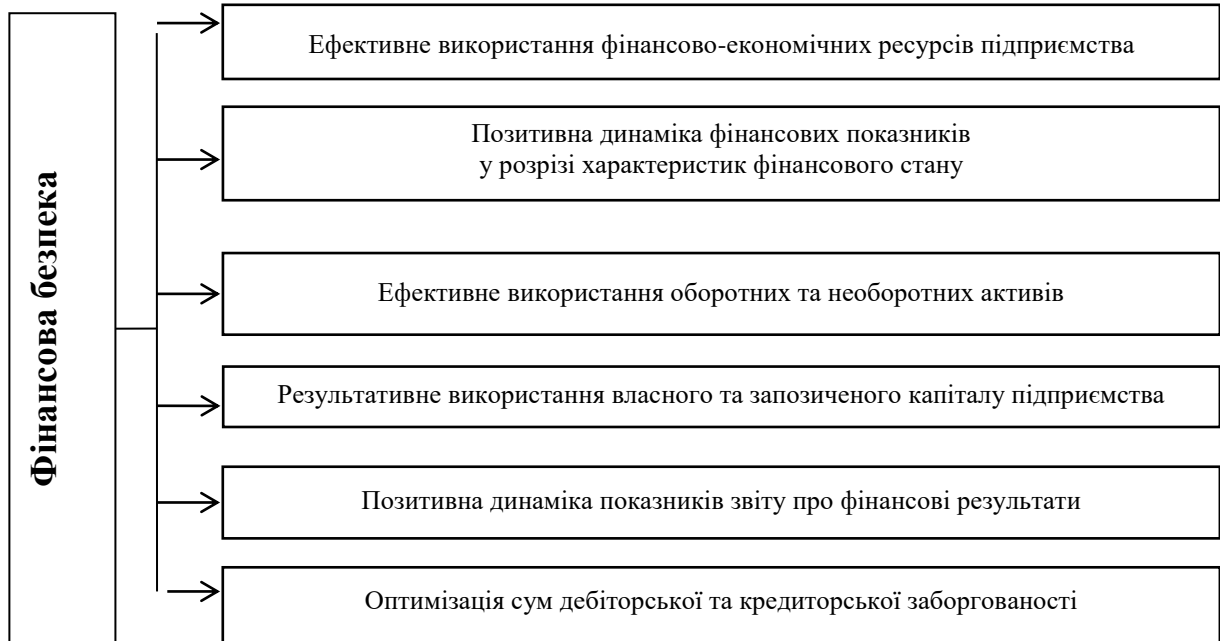 Фінансова безпека
Ефективне використання фінансово-економічних ресурсів підприємства
Позитивна динаміка фінансових показників
у розрізі характеристик фінансового стану
Ефективне використання оборотних та необоротних активів
Результативне використання власного та запозиченого капіталу підприємства
Позитивна динаміка показників звіту про фінансові результати
Оптимізація сум дебіторської та кредиторської заборгованості